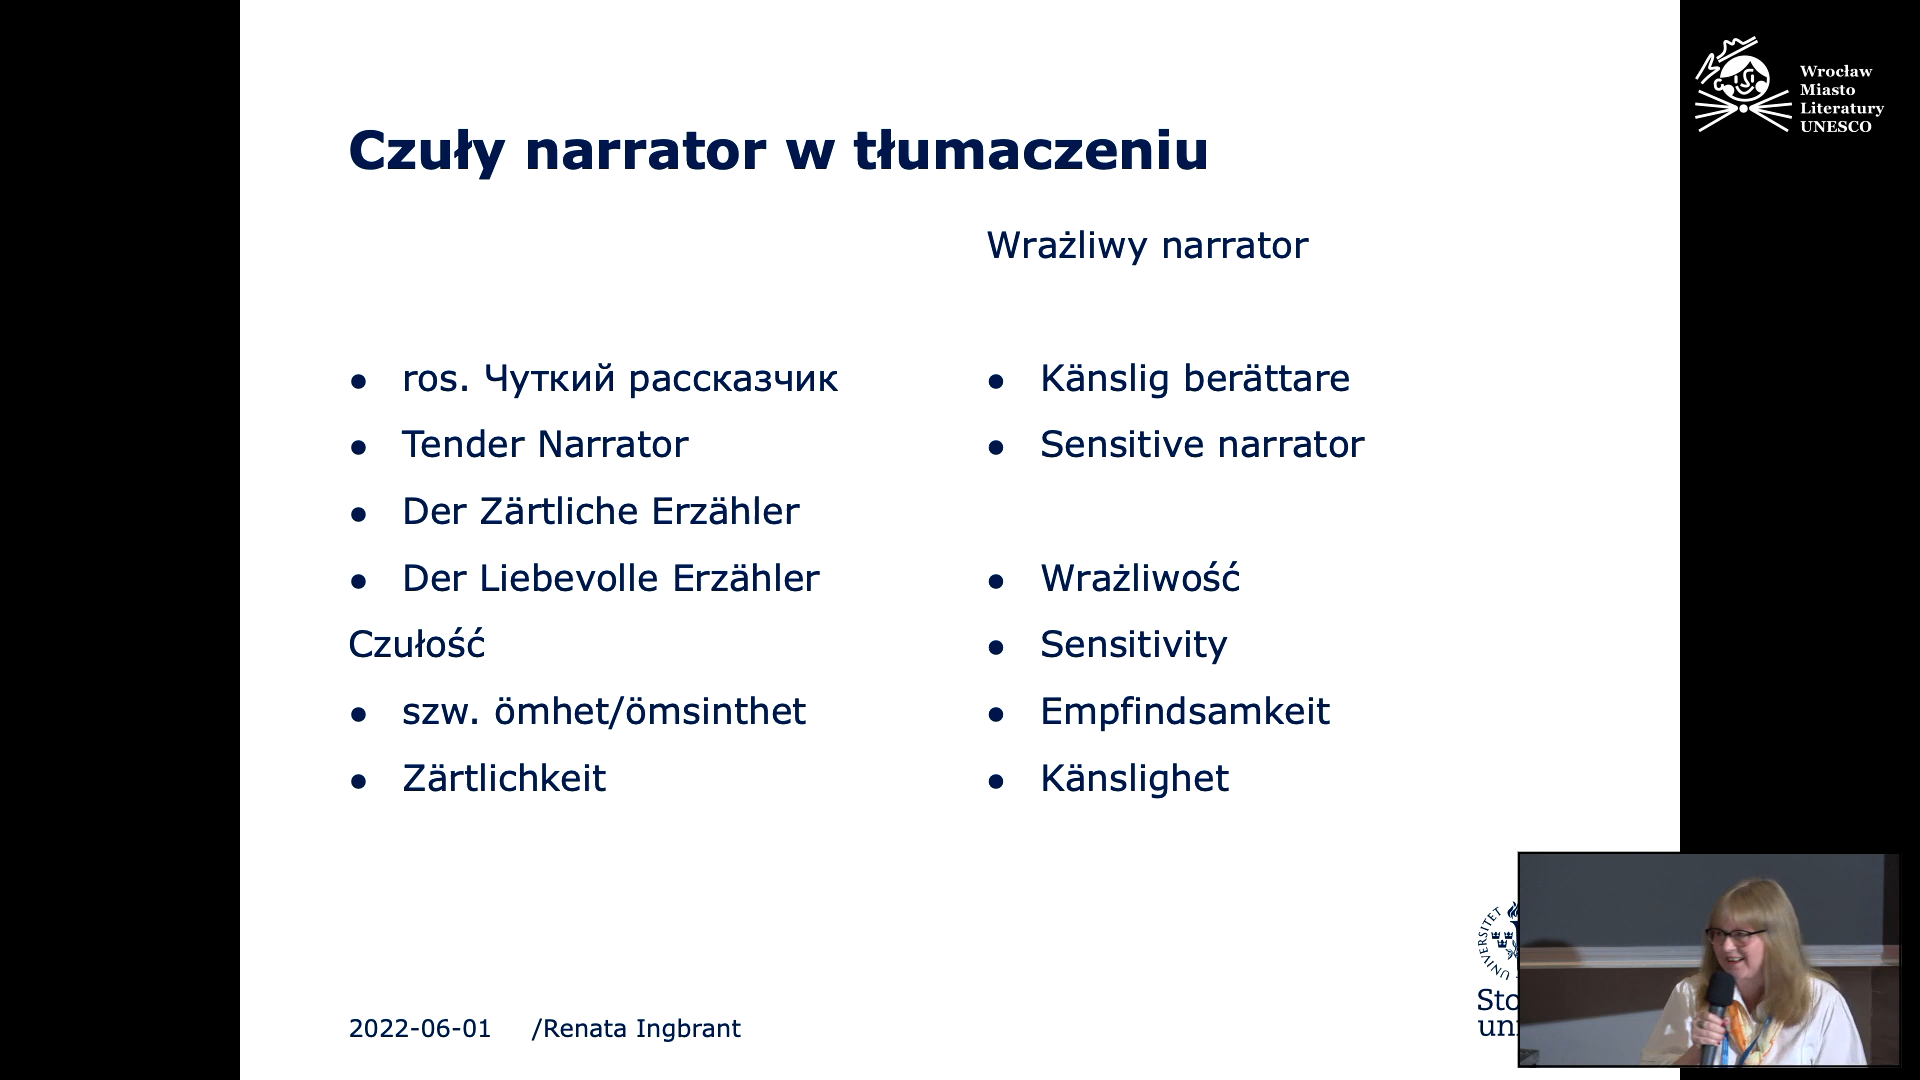 Czuły narrator w tłumaczeniu
ros. Чуткий рассказчик
Tender Narrator
Der Zärtliche Erzähler
Der Liebevolle Erzähler
Czułość
szw. ömhet/ömsinthet
Zärtlichkeit
Wrażliwy narrator
Känslig berättare
Sensitive narrator
Wrażliwość
Sensitivity
Empfindsamkeit
Känslighet
2022-06-01 /Renata Ingbrant
Wrocław
Miasto
Literatury
UNESCO